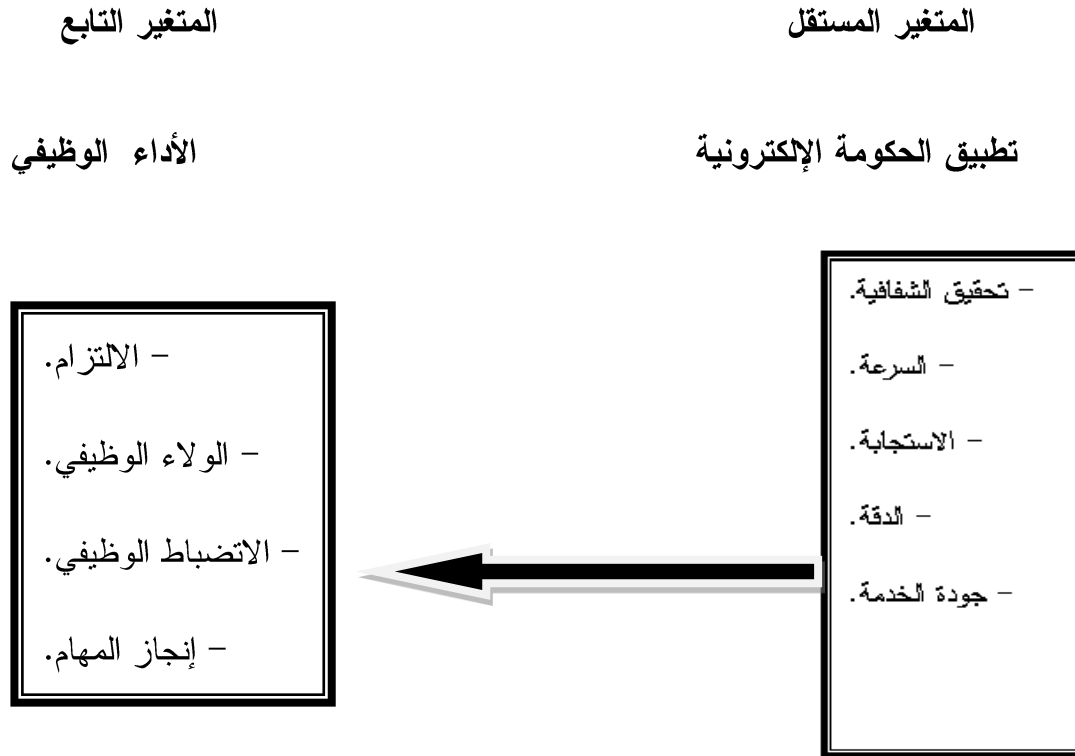 المتغير المستقل
المتغير التابع
تطبيق الحكومة الإلكترونية
الأداء الوظيفي
- تحقيق الشفافية.
- السرعة.
- الاستجابة.
- الدقة.
- جودة الخدمة.
- الالتزام.
- الولاء الوظيفي.
- الاتضباط الوظيفي.
- إنجاز المهام.